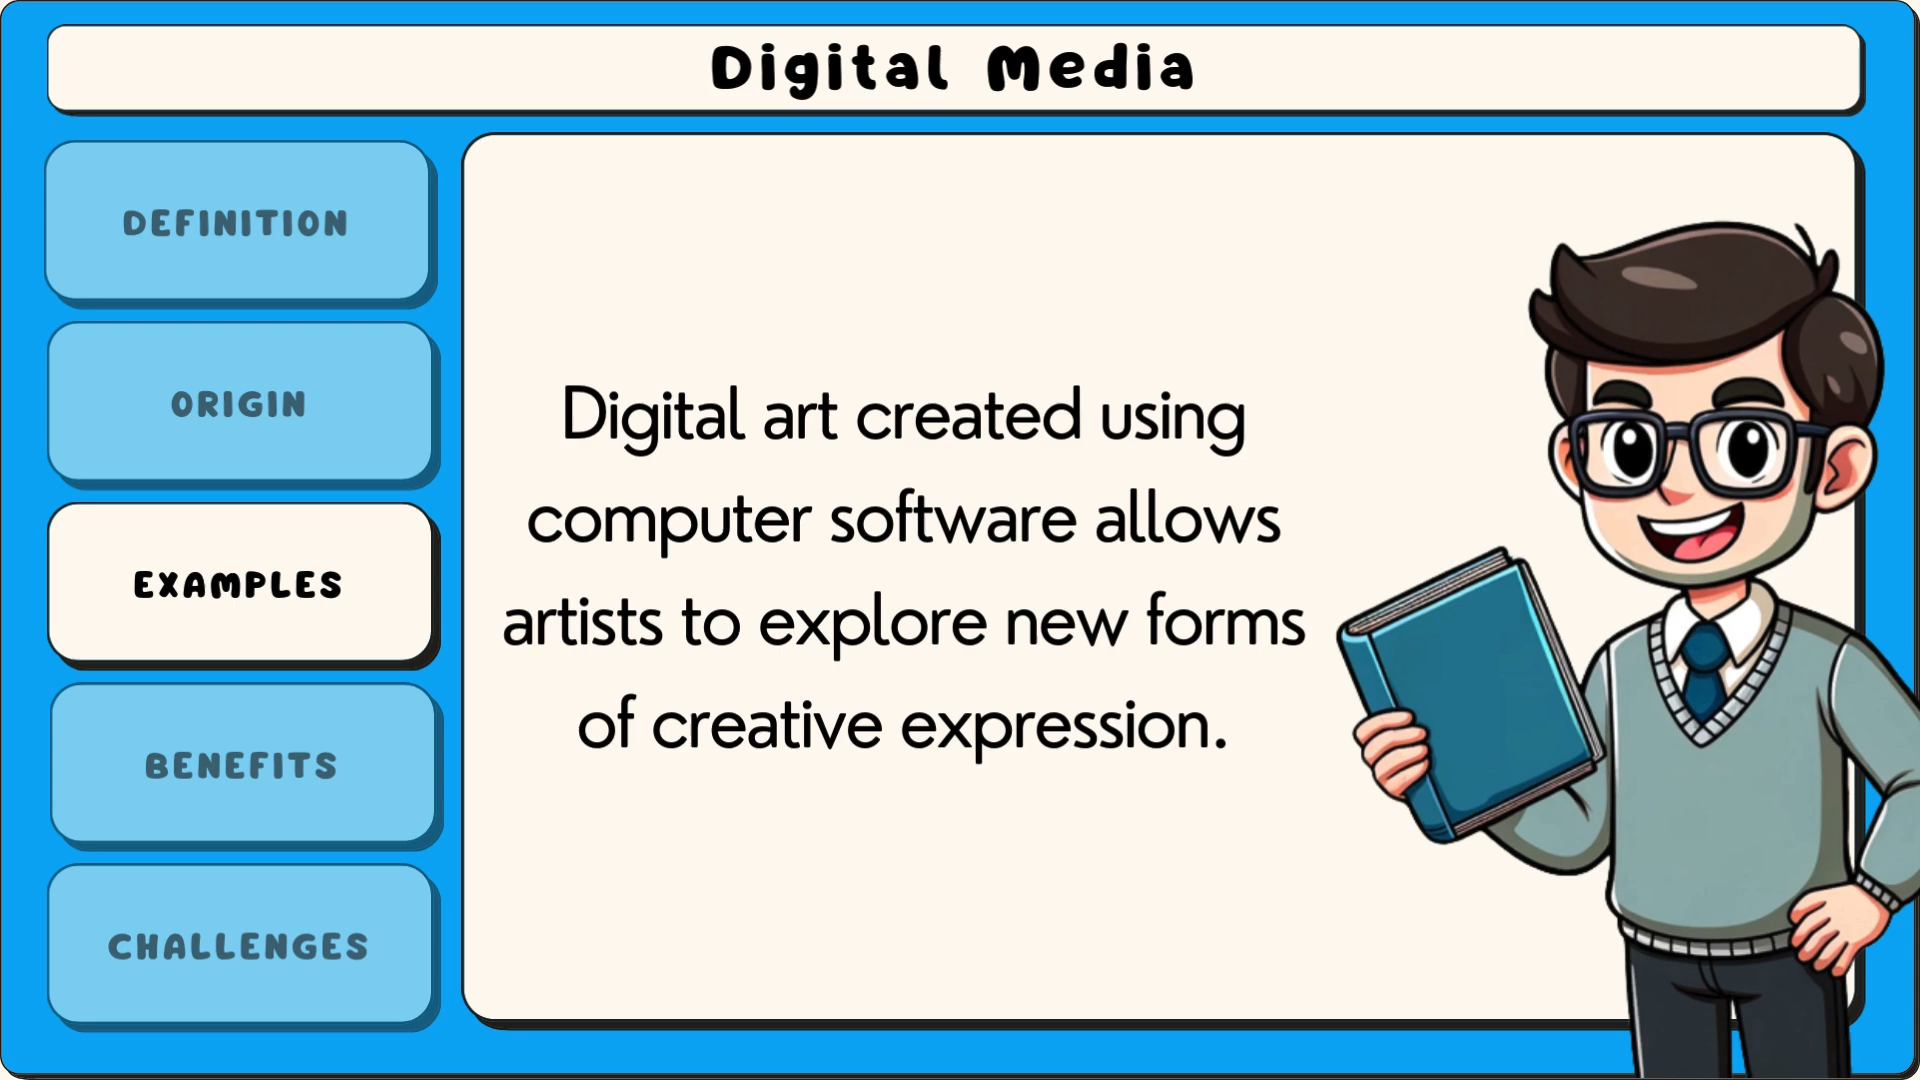 Digital Media
DEFINITION
ORIGIN
EXAMPLES
BENEFITS
CHALLENGES
Digital art created using
computer software allows
artists to explore new forms
of creative expression.